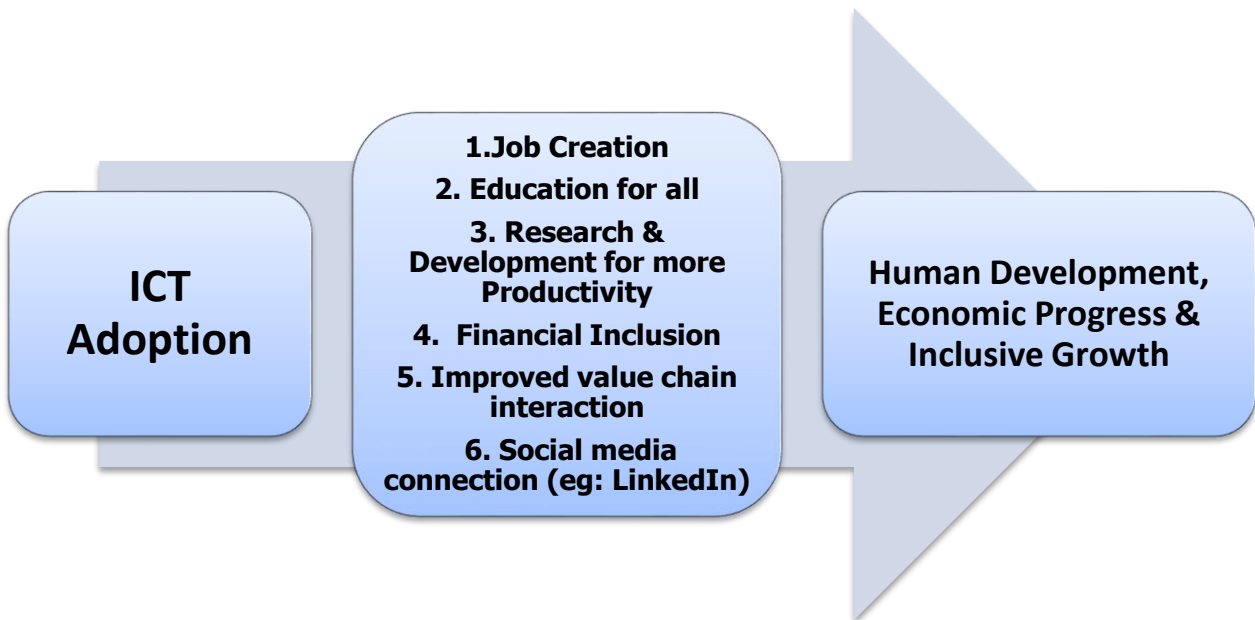 ICT
Adoption
1.Job Creation
2. Education for all
3. Research &
Development for more
Productivity
4.  Financial Inclusion
5. Improved value chain
interaction
6. Social media
connection (eg: LinkedIn)
Human Development,
Economic Progress &
Inclusive Growth